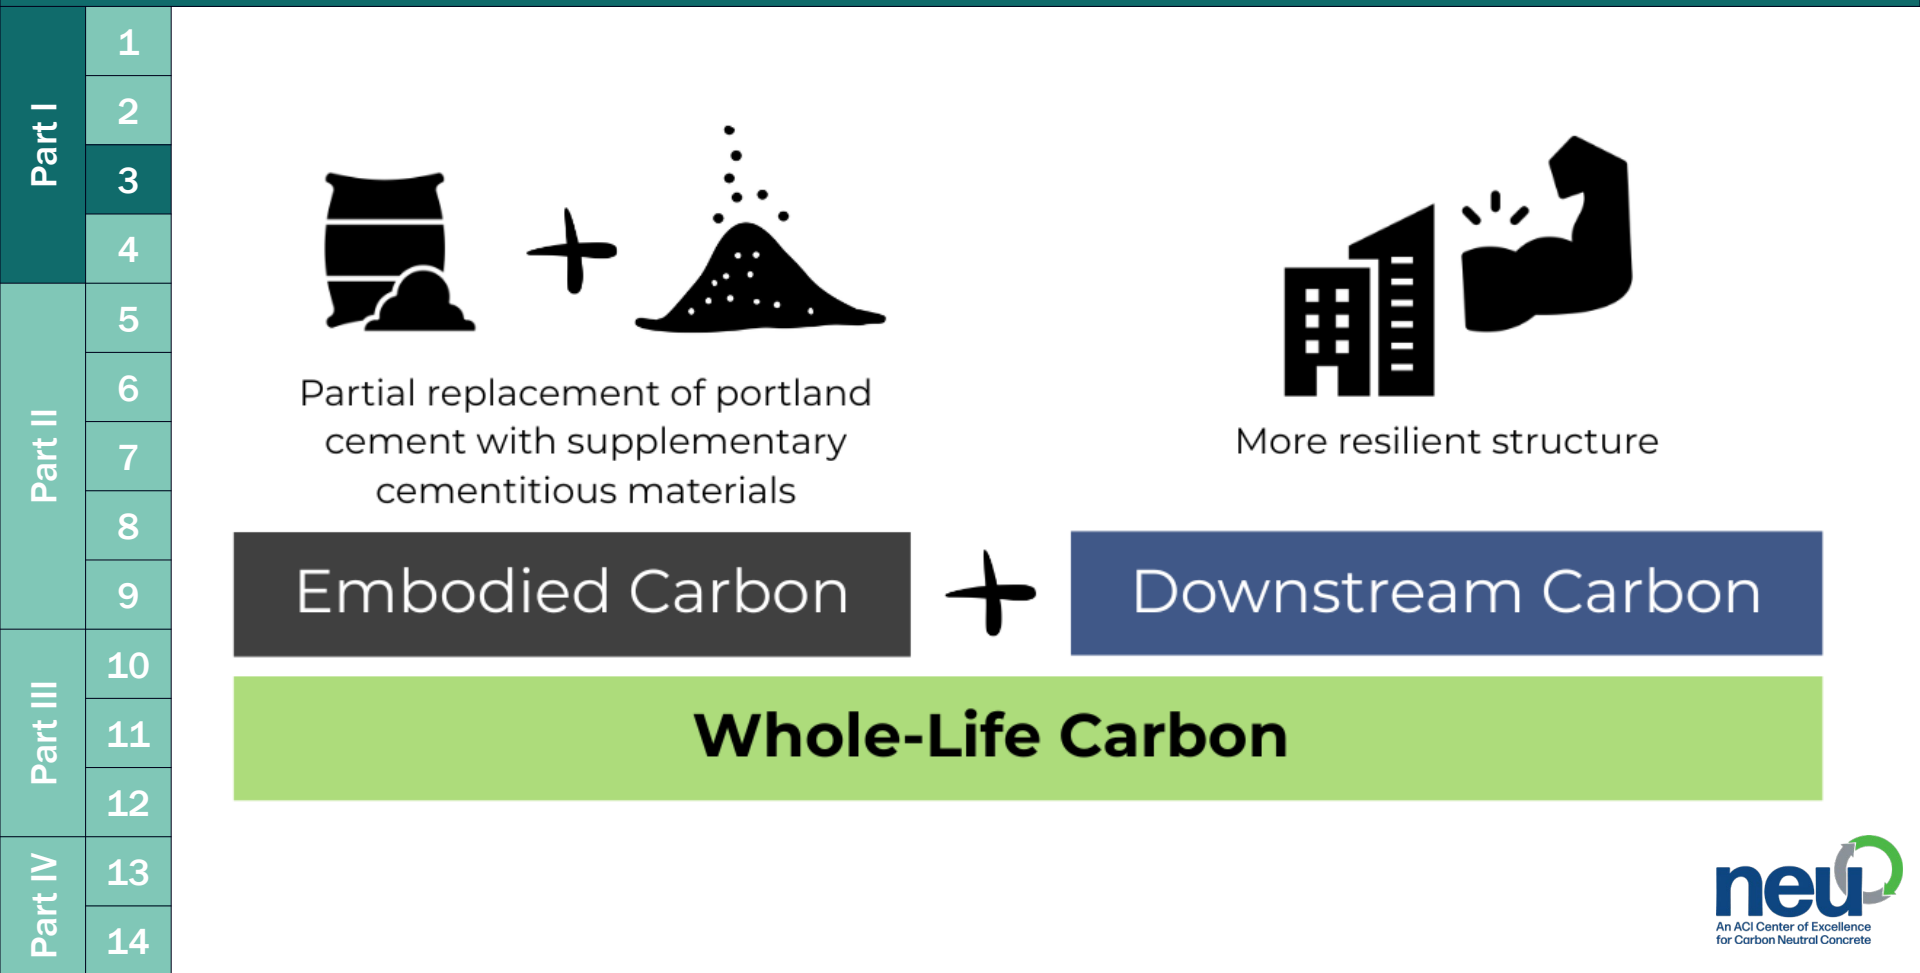 Part I
1
2
3
4
Part II
5
6
7
8
9
Part III
10
11
12
Part IV
13
14
Partial replacement of portland
cement with supplementary
cementitious materials
More resilient structure
Embodied Carbon
Downstream Carbon
Whole-Life Carbon
neu
An ACI Center of Excellence
for Carbon Neutral Concrete